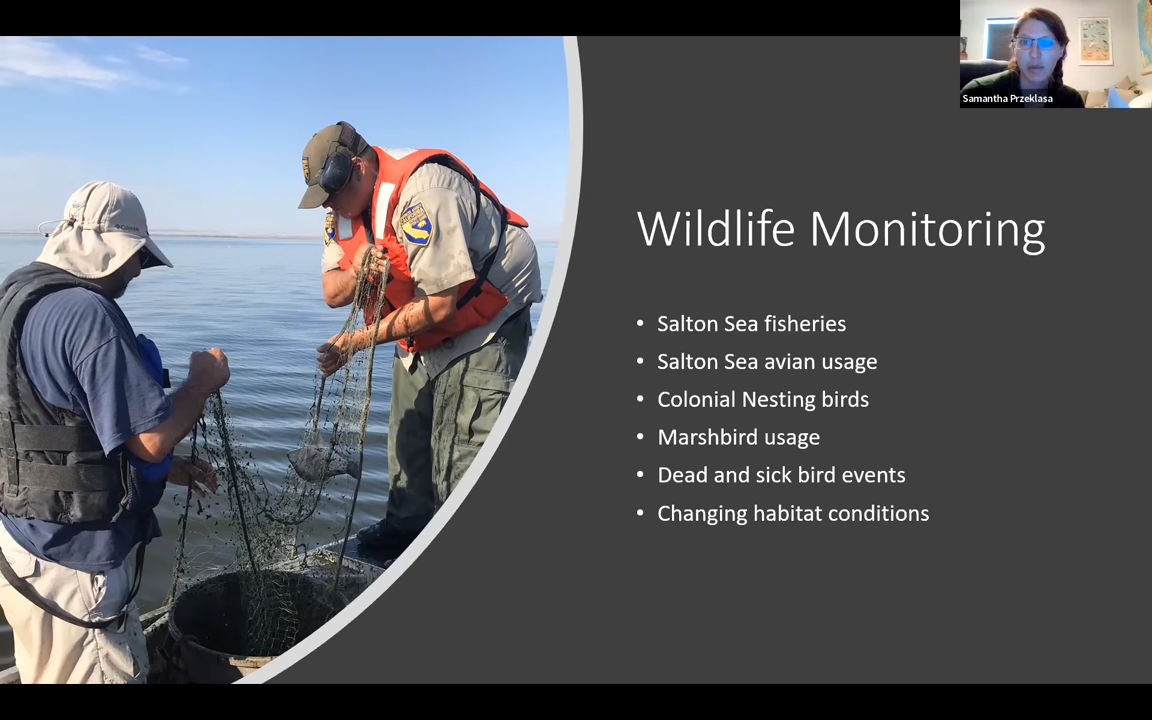 Samantha Przeklasa
Wildlife Monitoring
• Salton Sea fisheries
• Salton Sea avian usage
• Colonial Nesting birds
• Marshbird usage
• Dead and sick bird events
• Changing habitat conditions